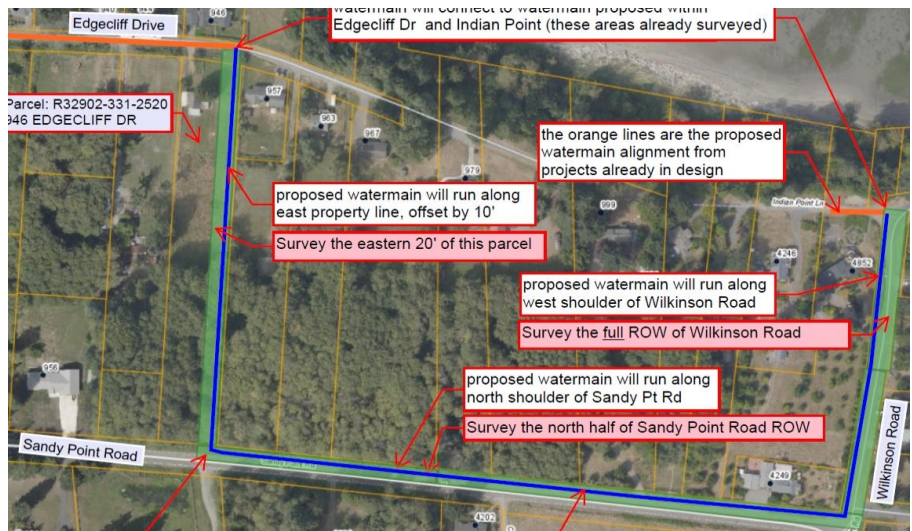 946
watermain will connect to watermain proposed within
Edgecliff Dr and Indian Point (these areas already surveyed)
Edgecliff Drive
Parcel: R32902-331-2520
946 EDGECLIFF DR
957
963
967
979
the orange lines are the proposed
watermain alignment from
projects already in design
proposed watermain will run along
east property line, offset by 10'
Survey the eastern 20' of this parcel
999
Indian Point Ln
4246
4852
proposed watermain will run along
west shoulder of Wilkinson Road
Survey the full ROW of Wilkinson Road
956
proposed watermain will run along
north shoulder of Sandy Pt Rd
Survey the north half of Sandy Point Road ROW
Sandy Point Road
Wilkinson Road
4249
4202